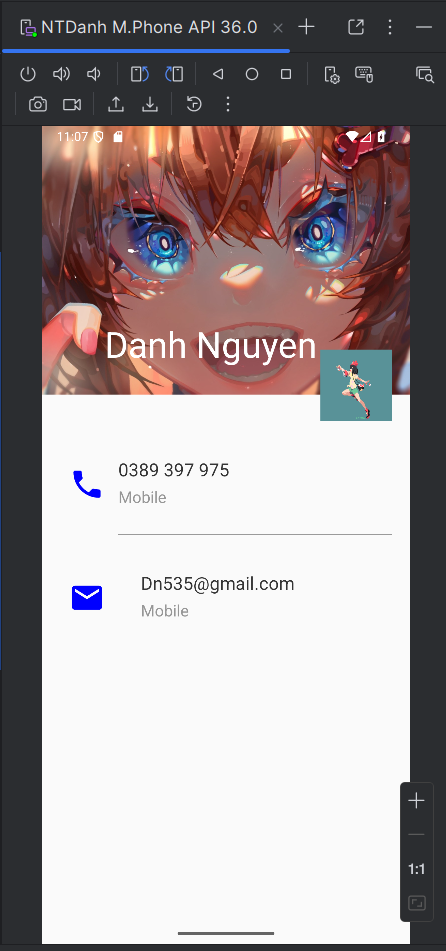 NTDanh M.Phone API 36.0
11:07
Danh Nguyen
0389 397 975
Mobile
Dn535@gmail.com
Mobile
1:1